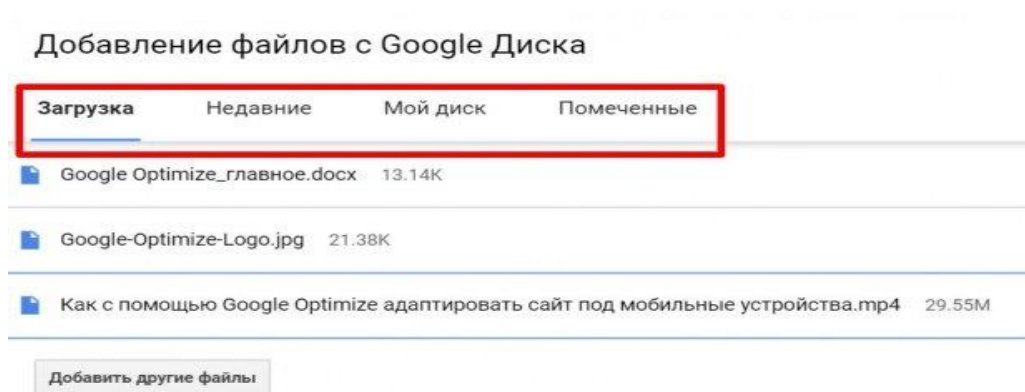 Добавление файлов с Google Диска
Загрузка Недавние Мой диск Помеченные
Google Optimize_главное.docx 13.14K
Google-Optimize-Logo.jpg 21.38K
Как с помощью Google Optimize адаптировать сайт под мобильные устройства.mp4 29.55M
Добавить другие файлы